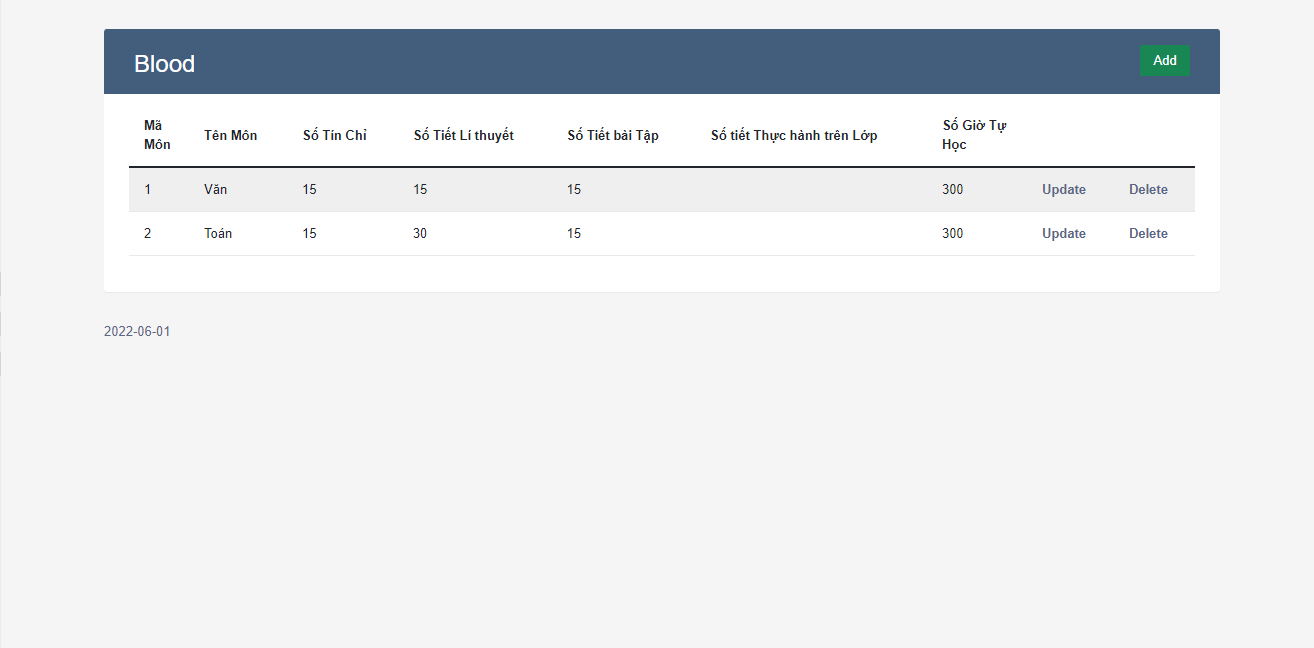 Blood
Add
Mã Môn
Tên Môn
Số Tín Chỉ
Số Tiết Lí thuyết
Số Tiết bài Tập
Số tiết Thực hành trên Lớp
Số Giờ Tự Học
1 Văn 15 15 15 300 Update Delete
2 Toán 15 30 15 300 Update Delete
2022-06-01